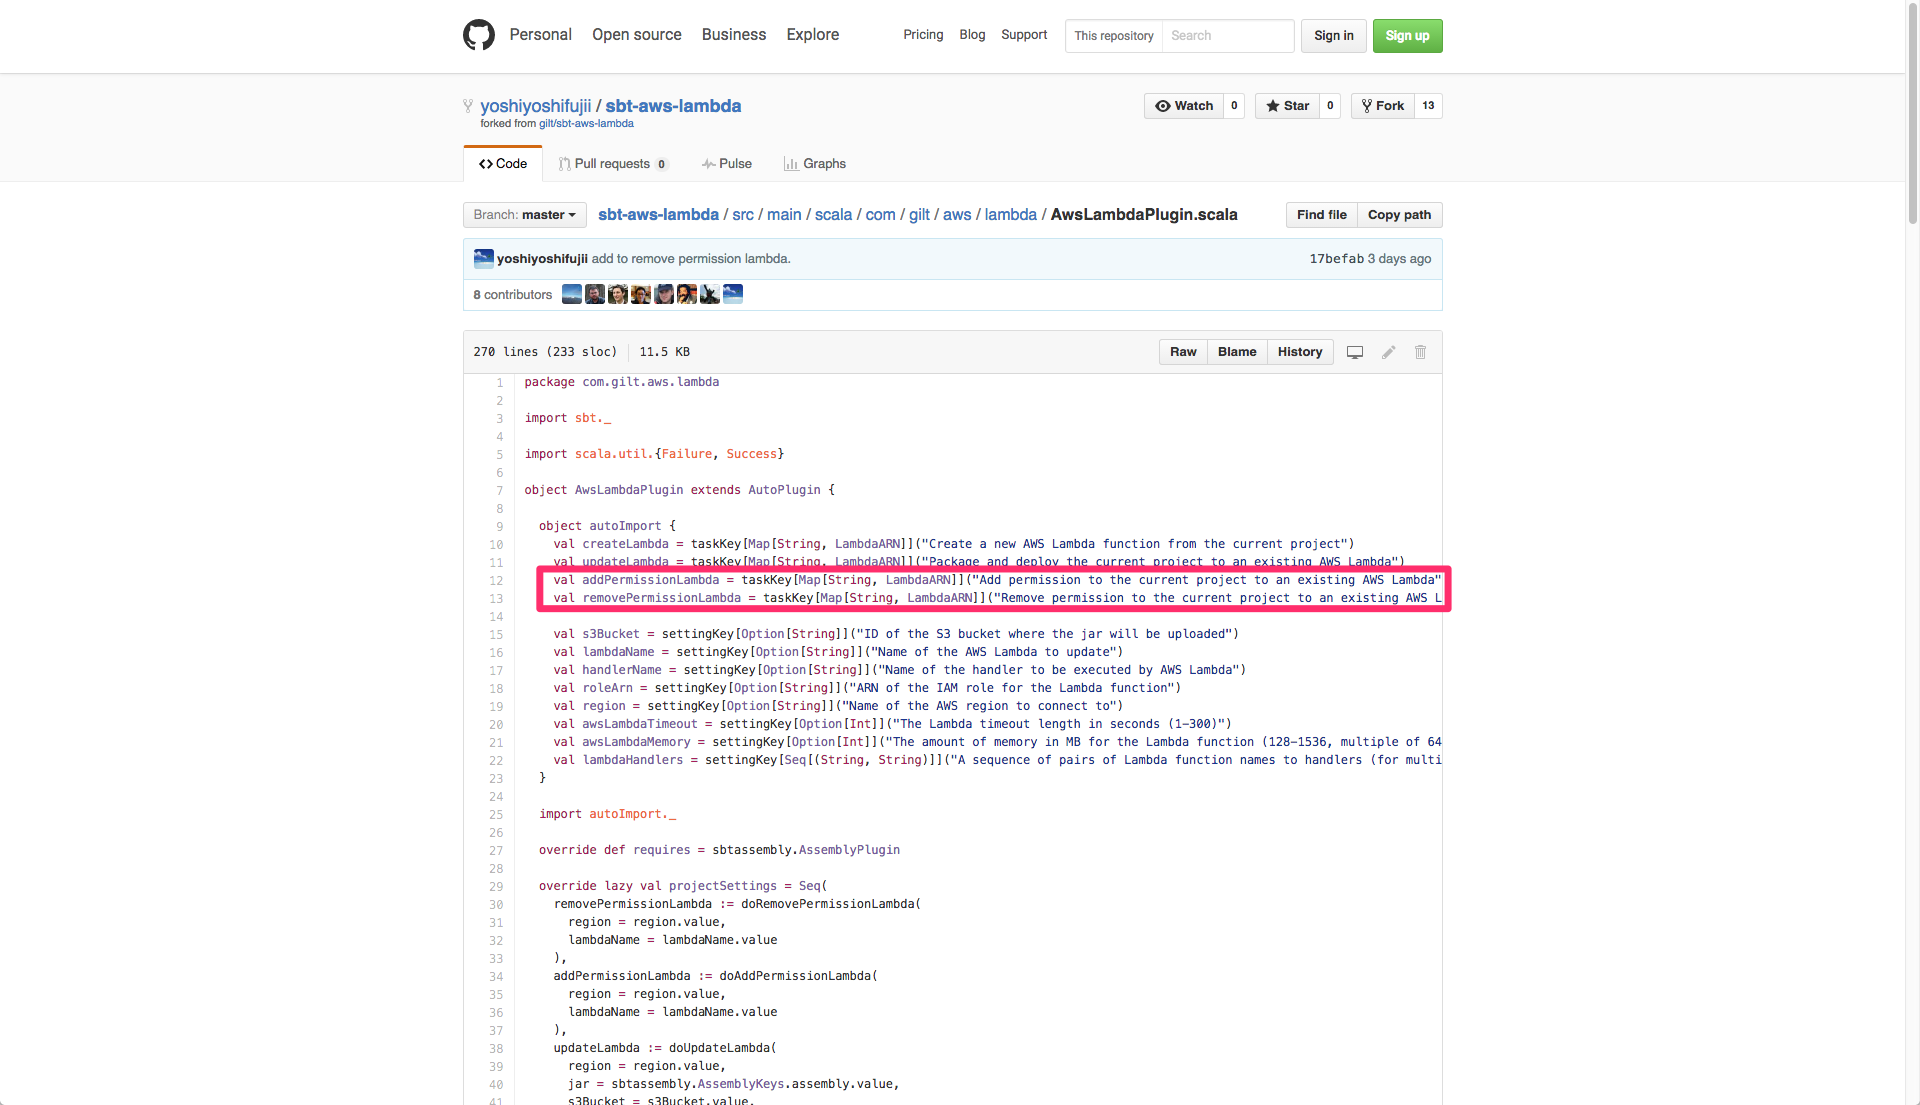 Personal Open source Business Explore Pricing Blog Support This repository Search Sign in Sign up
yoshiyoshifujii / sbt-aws-lambda Watch 0 Star 0 Fork 13
forked from gilt/sbt-aws-lambda
Code Pull requests 0 Pulse Graphs
Branch: master sbt-aws-lambda / src / main / scala / com / gilt / aws / lambda / AwsLambdaPlugin.scala Find file Copy path
yoshiyoshifujii add to remove permission lambda. 17befab 3 days ago
8 contributors
270 lines (233 sloc) 11.5 KB Raw Blame History
1 package com.gilt.aws.lambda
2
3 import sbt._
4
5 import scala.util.{Failure, Success}
6
7 object AwsLambdaPlugin extends AutoPlugin {
8
9 object autoImport {
10 val createLambda = taskKey[Map[String, LambdaARN]]("Create a new AWS Lambda function from the current project")
11 val updateLambda = taskKey[Map[String, LambdaARN]]("Package and deploy the current project to an existing AWS Lambda")
12 val addPermissionLambda = taskKey[Map[String, LambdaARN]]("Add permission to the current project to an existing AWS Lambda"
13 val removePermissionLambda = taskKey[Map[String, LambdaARN]]("Remove permission to the current project to an existing AWS L
14
15 val s3Bucket = settingKey[Option[String]]("ID of the S3 bucket where the jar will be uploaded")
16 val lambdaName = settingKey[Option[String]]("Name of the AWS Lambda to update")
17 val handlerName = settingKey[Option[String]]("Name of the handler to be executed by AWS Lambda")
18 val roleArn = settingKey[Option[String]]("ARN of the IAM role for the Lambda function")
19 val region = settingKey[Option[String]]("Name of the AWS region to connect to")
20 val awsLambdaTimeout = settingKey[Option[Int]]("The Lambda timeout length in seconds (1-300)")
21 val awsLambdaMemory = settingKey[Option[Int]]("The amount of memory in MB for the Lambda function (128-1536, multiple of 64
22 val lambdaHandlers = settingKey[Seq[(String, String)]]("A sequence of pairs of Lambda function names to handlers (for multi
23 }
24
25 import autoImport._
26
27 override def requires = sbtassembly.AssemblyPlugin
28
29 override lazy val projectSettings = Seq(
30 removePermissionLambda := doRemovePermissionLambda(
31 region = region.value,
32 lambdaName = lambdaName.value
33 ),
34 addPermissionLambda := doAddPermissionLambda(
35 region = region.value,
36 lambdaName = lambdaName.value
37 ),
38 updateLambda := doUpdateLambda(
39 region = region.value,
40 jar = sbtassembly.AssemblyKeys.assembly.value,
41 s3Bucket = s3Bucket.value,